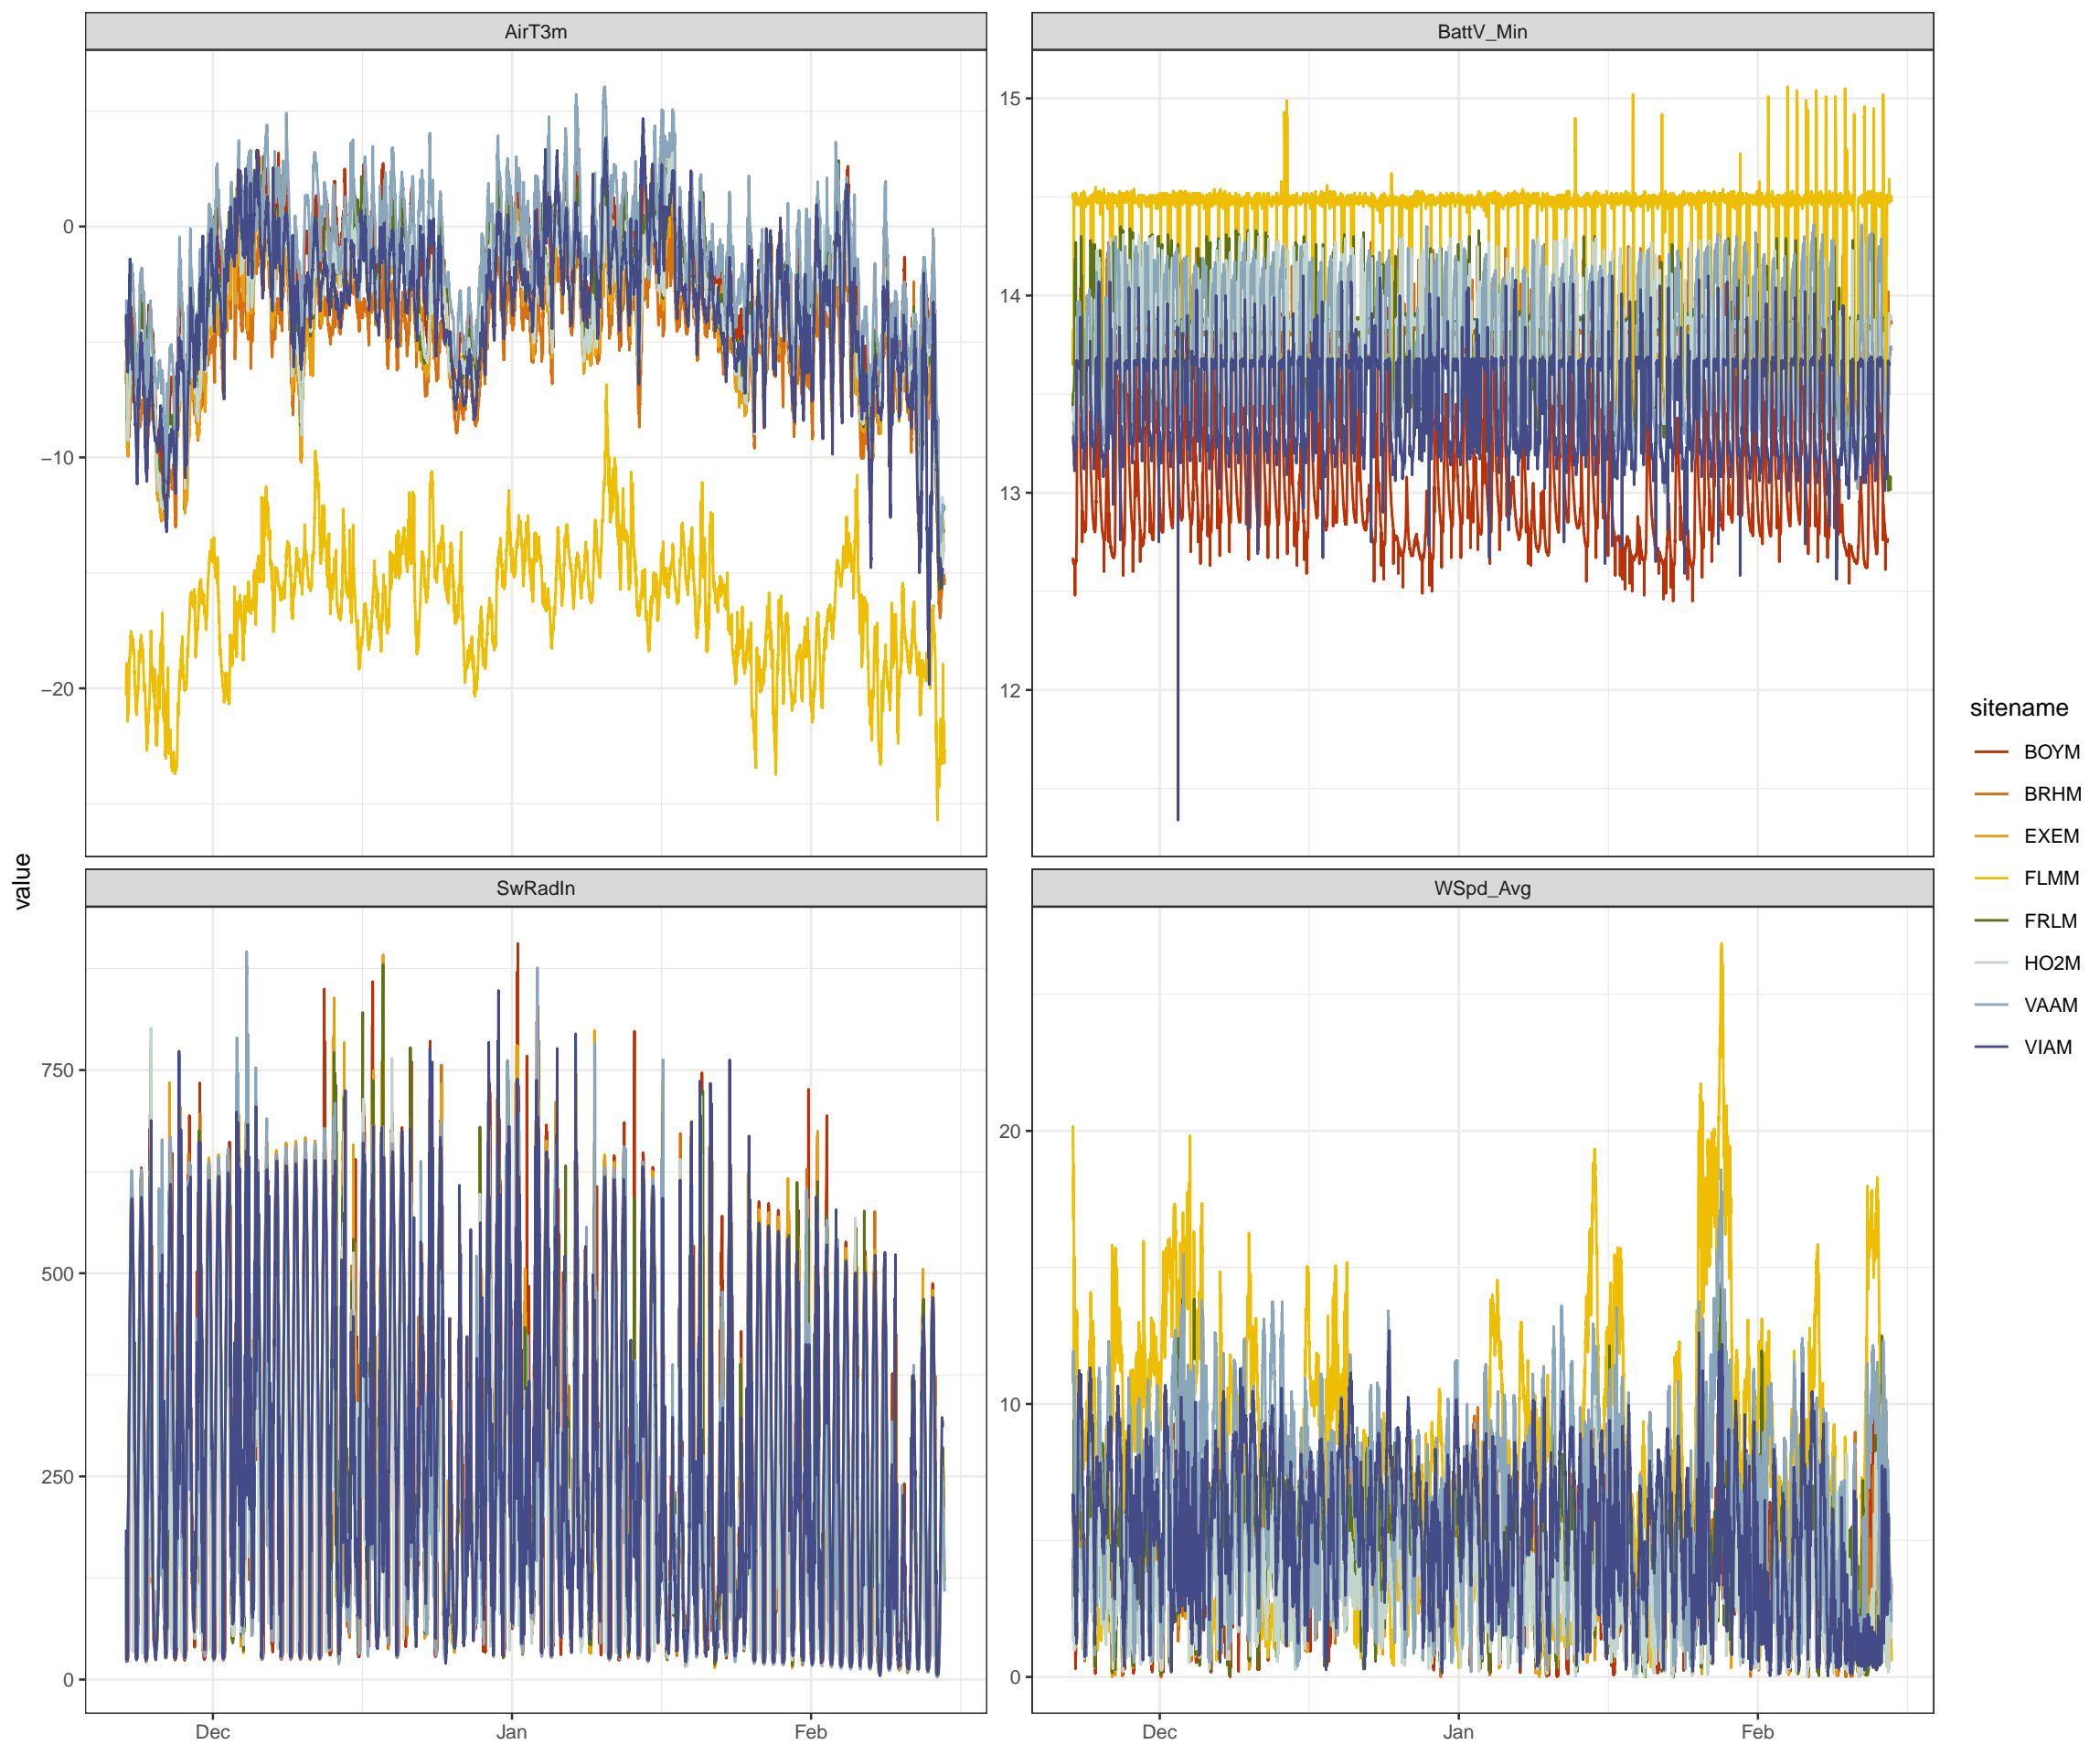 AirT3m
BattV_Min
0
−10
−20
15
14
13
12
value
SwRadIn
WSpd_Avg
750
500
250
0
20
10
0
Dec
Jan
Feb
Dec
Jan
Feb
sitename
BOYM
BRHM
EXEM
FLMM
FRLM
HO2M
VAAM
VIAM